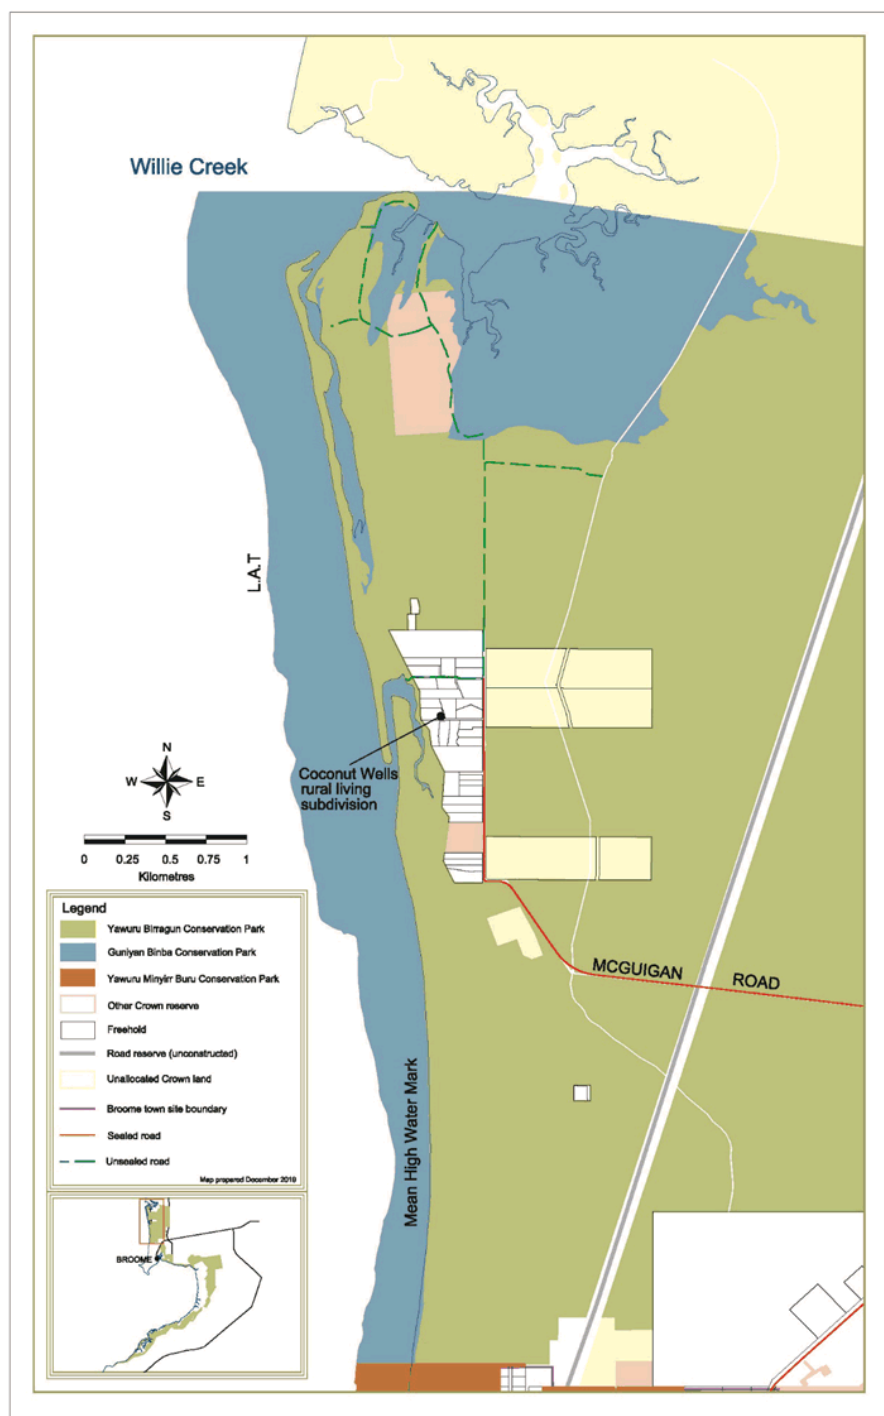 Willie Creek
L.A.T
Coconut Wells
rural living
subdivision
N
W E
S
0 0.25 0.5 0.75 1
Kilometres
MCGUIGAN ROAD
Mean High Water Mark
Legend
Yawuru Birragun Conservation Park
Guniyan Binba Conservation Park
Yawuru Minyirr Buru Conservation Park
Other Crown reserve
Freehold
Road reserve (unconstructed)
Unallocated Crown land
Broome town site boundary
Sealed road
Unsealed road
Map prepared December 2019
BROOME